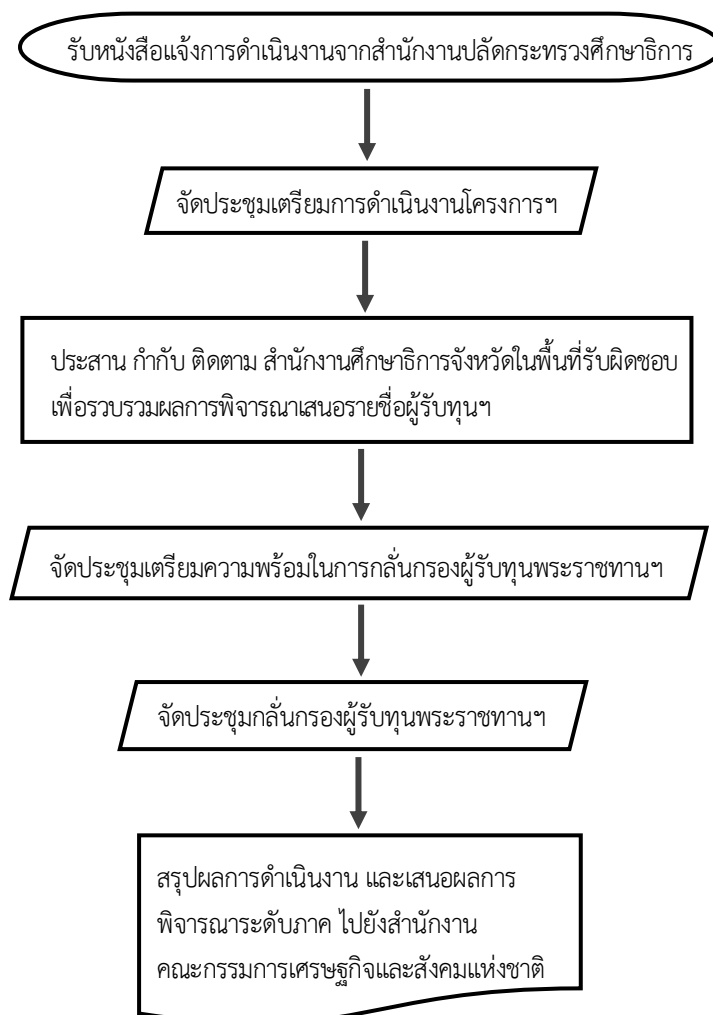 รับหนังสือแจ้งการดำเนินงานจากสำนักงานปลัดกระทรวงศึกษาธิการ
จัดประชุมเตรียมการดำเนินงานโครงการฯ
ประสาน กำกับ ติดตาม สำนักงานศึกษาธิการจังหวัดในพื้นที่รับผิดชอบ
เพื่อรวบรวมผลการพิจารณาเสนอรายชื่อผู้รับทุนฯ
จัดประชุมเตรียมความพร้อมในการกลั่นกรองผู้รับทุนพระราชทานฯ
จัดประชุมกลั่นกรองผู้รับทุนพระราชทานฯ
สรุปผลการดำเนินงาน และเสนอผลการ
พิจารณาระดับภาค ไปยังสำนักงาน
คณะกรรมการเศรษฐกิจและสังคมแห่งชาติ